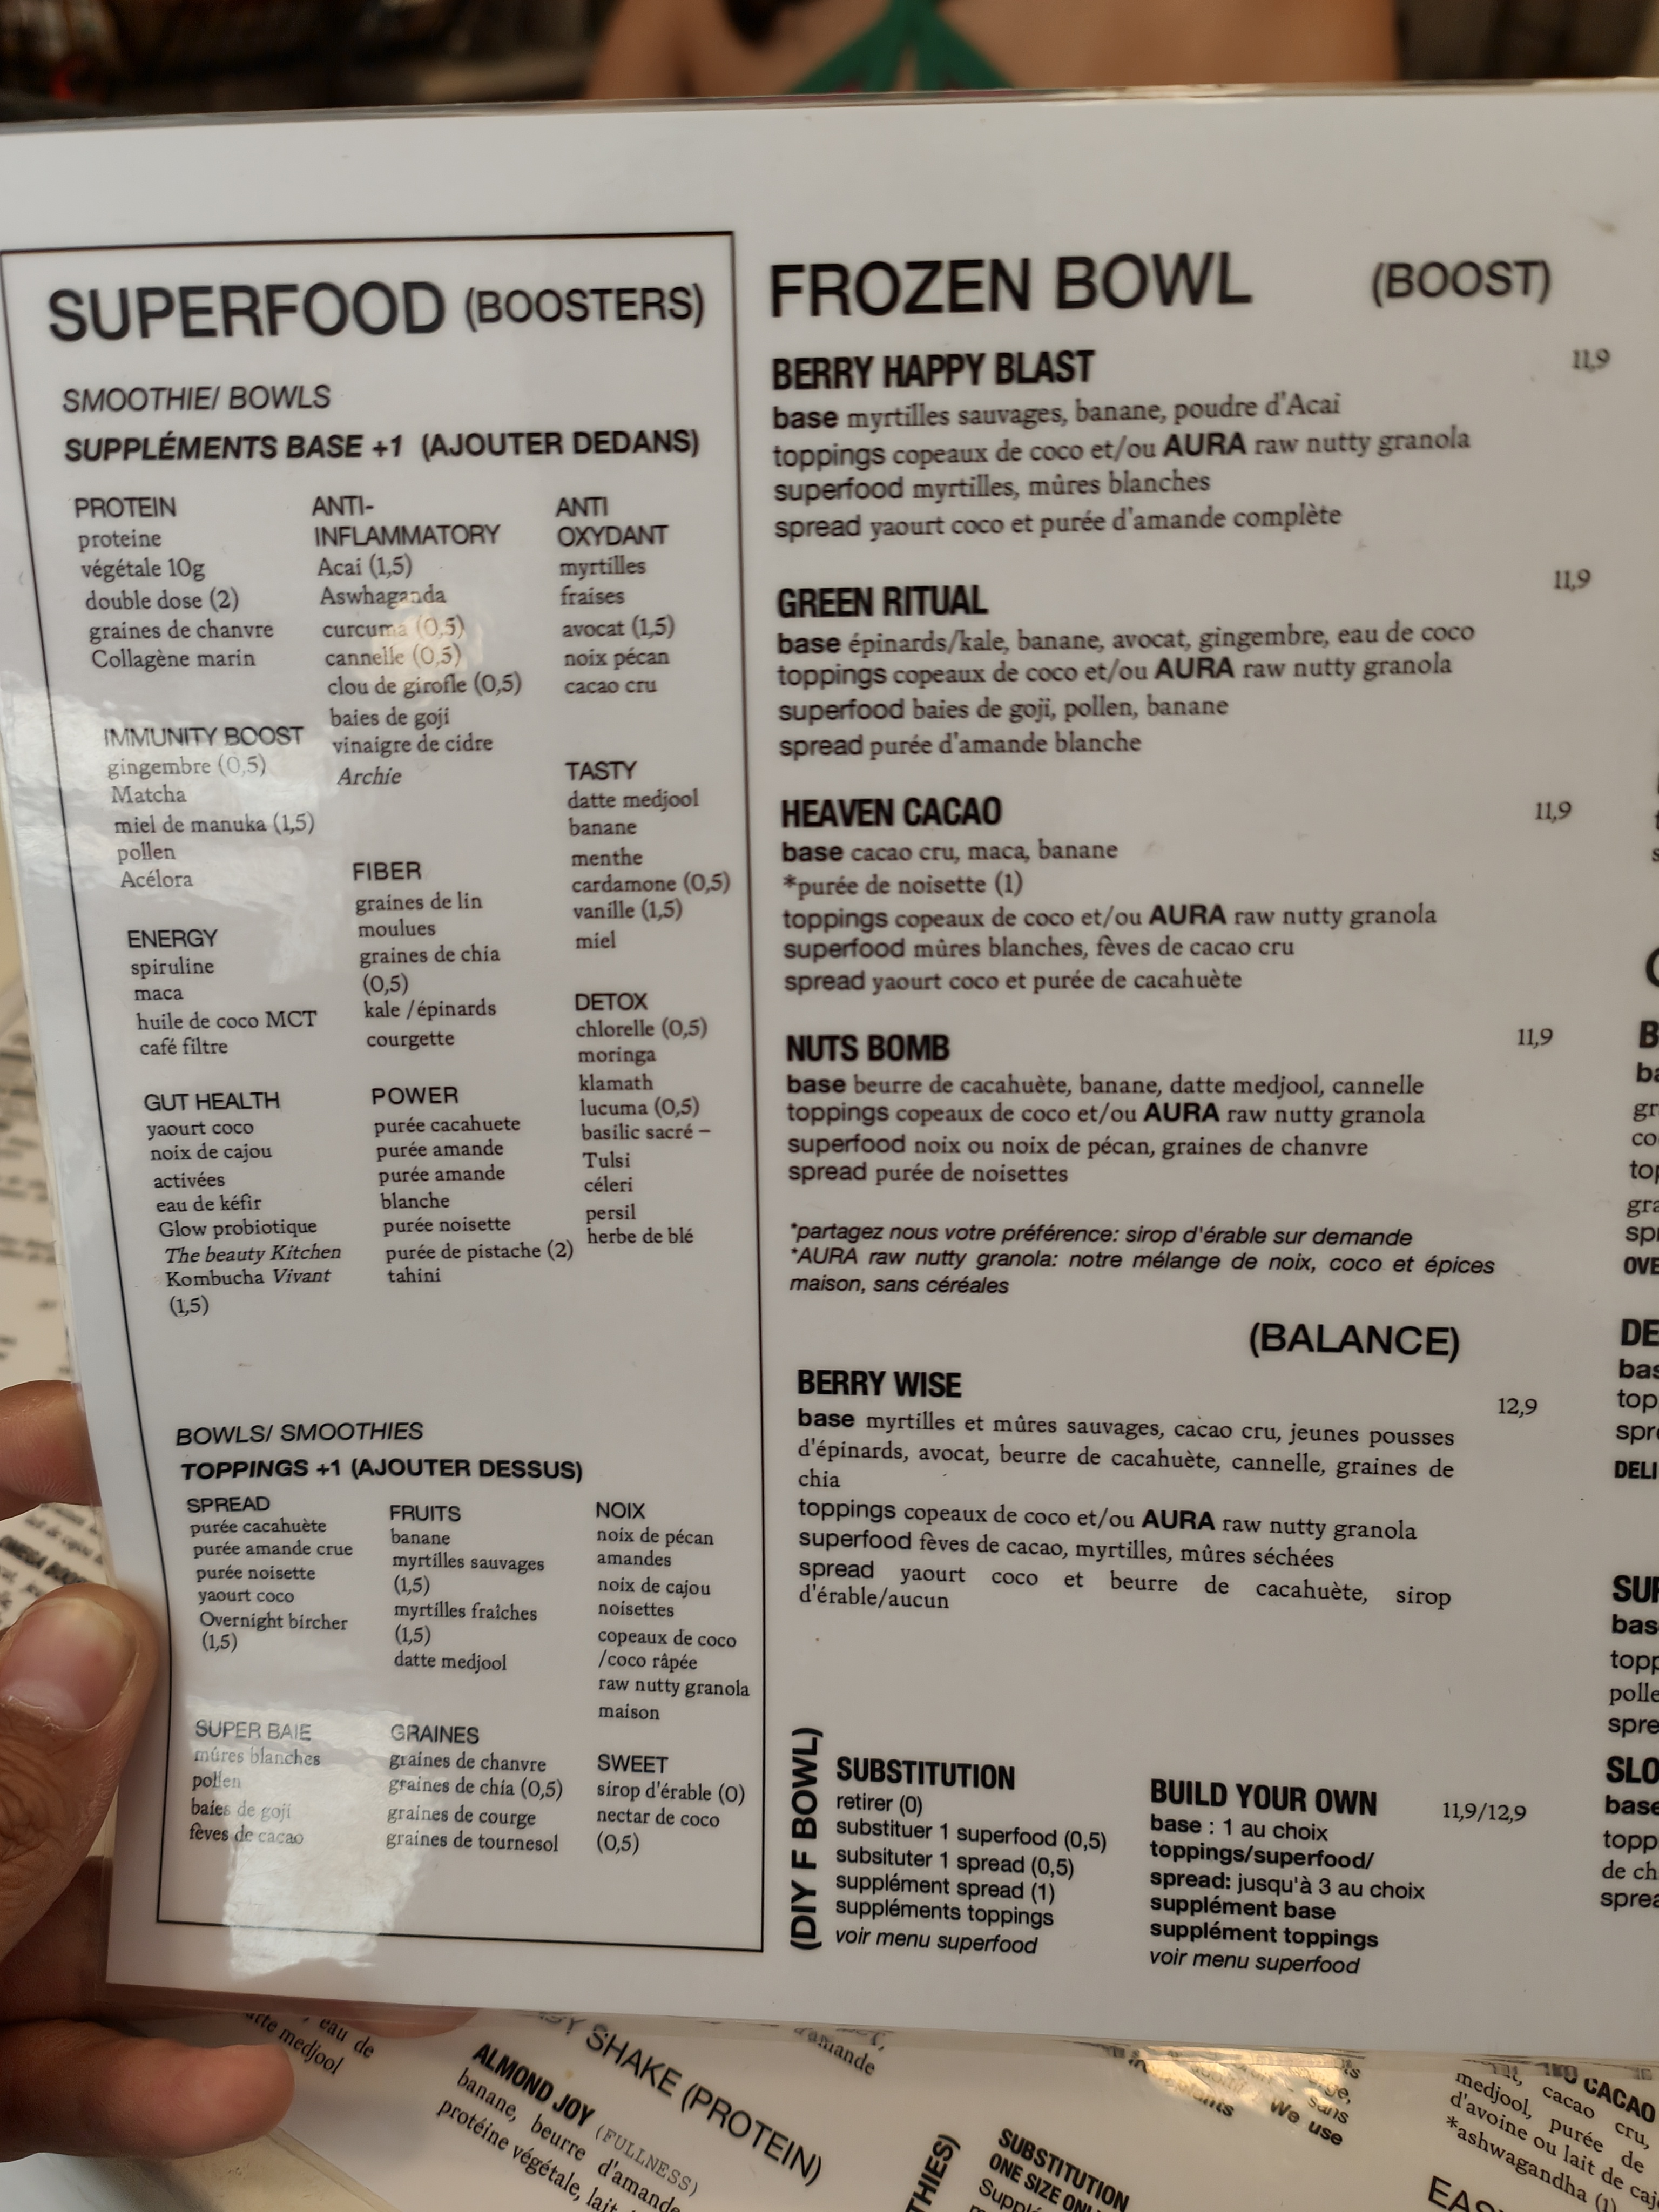 SUPERFOOD (BOOSTERS)
SMOOTHIE/ BOWLS
SUPPLÉMENTS BASE +1 (AJOUTER DEDANS)
PROTEIN
proteine
végétale 10g
double dose (2)
graines de chanvre
Collagène marin
IMMUNITY BOOST
gingembre (0,5)
Matcha
miel de manuka (1,5)
pollen
Acélora
ENERGY
spiruline
maca
huile de coco MCT
café filtre
GUT HEALTH
yaourt coco
noix de cajou
activées
eau de kéfir
Glow probiotique
The beauty Kitchen
Kombucha Vivant
(1,5)
ANTI-
INFLAMMATORY
Acai (1,5)
Aswhaganda
curcuma (0,5)
cannelle (0,5)
clou de girofle (0,5)
baies de goji
vinaigre de cidre
Archie
FIBER
graines de lin
moulues
graines de chia
(0,5)
kale /épinards
courgette
POWER
purée cacahuete
purée amande
purée amande
blanche
purée noisette
purée de pistache (2)
tahini
ANTI
OXYDANT
myrtilles
fraises
avocat (1,5)
noix pécan
cacao cru
TASTY
datte medjool
banane
menthe
cardamone (0,5)
vanille (1,5)
miel
DETOX
chlorelle (0,5)
moringa
klamath
lucuma (0,5)
basilic sacré –
Tulsi
céleri
persil
herbe de blé
BOWLS/ SMOOTHIES
TOPPINGS +1 (AJOUTER DESSUS)
SPREAD
purée cacahuète
purée amande crue
purée noisette
yaourt coco
Overnight bircher
(1,5)
SUPER BAIE
mûres blanches
pollen
baies de goji
fèves de cacao
FRUITS
banane
myrtilles sauvages
(1,5)
myrtilles fraîches
(1,5)
datte medjool
GRAINES
graines de chanvre
graines de chia (0,5)
graines de courge
graines de tournesol
NOIX
noix de pécan
amandes
noix de cajou
noisettes
copeaux de coco
/coco râpée
raw nutty granola
maison
SWEET
sirop d'érable (0)
nectar de coco
(0,5)
FROZEN BOWL (BOOST)
BERRY HAPPY BLAST 11,9
base myrtilles sauvages, banane, poudre d'Acai
toppings copeaux de coco et/ou AURA raw nutty granola
superfood myrtilles, mûres blanches
spread yaourt coco et purée d'amande complète
GREEN RITUAL 11,9
base épinards/kale, banane, avocat, gingembre, eau de coco
toppings copeaux de coco et/ou AURA raw nutty granola
superfood baies de goji, pollen, banane
spread purée d'amande blanche
HEAVEN CACAO 11,9
base cacao cru, maca, banane
*purée de noisette (1)
toppings copeaux de coco et/ou AURA raw nutty granola
superfood mûres blanches, fèves de cacao cru
spread yaourt coco et purée de cacahuète
NUTS BOMB 11,9
base beurre de cacahuète, banane, datte medjool, cannelle
toppings copeaux de coco et/ou AURA raw nutty granola
superfood noix ou noix de pécan, graines de chanvre
spread purée de noisettes
*partagez nous votre préférence: sirop d'érable sur demande
*AURA raw nutty granola: notre mélange de noix, coco et épices
maison, sans céréales
(BALANCE)
BERRY WISE 12,9
base myrtilles et mûres sauvages, cacao cru, jeunes pousses
d'épinards, avocat, beurre de cacahuète, cannelle, graines de
chia
toppings copeaux de coco et/ou AURA raw nutty granola
superfood fèves de cacao, myrtilles, mûres séchées
spread yaourt coco et beurre de cacahuète, sirop
d'érable/aucun
(DIY F BOWL)
SUBSTITUTION
retirer (0)
substituer 1 superfood (0,5)
subsituter 1 spread (0,5)
supplément spread (1)
suppléments toppings
voir menu superfood
BUILD YOUR OWN 11,9/12,9
base : 1 au choix
toppings/superfood/
spread: jusqu'à 3 au choix
supplément base
supplément toppings
voir menu superfood
eau de
medjool
SHAKE (PROTEIN)
ALMOND JOY (FULLNESS)
banane, beurre d'amande
protéine végétale, lait
d'amande
SUBSTITUTION
sans
We use
CACAO
cacao cru,
medjool, purée de
d'avoine ou lait de
*ashwagandha (1)